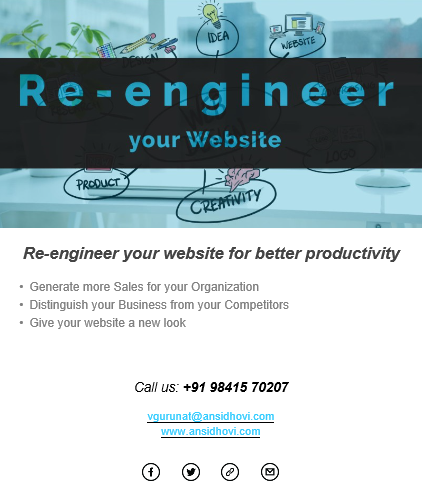 IDEA
WEBSITE
DESIGN
Re-engineer
your Website
LOGO
PRODUCT
CREATIVITY
Re-engineer your website for better productivity
• Generate more Sales for your Organization
• Distinguish your Business from your Competitors
• Give your website a new look
Call us: +91 98415 70207
vgurunat@ansidhovi.com
www.ansidhovi.com